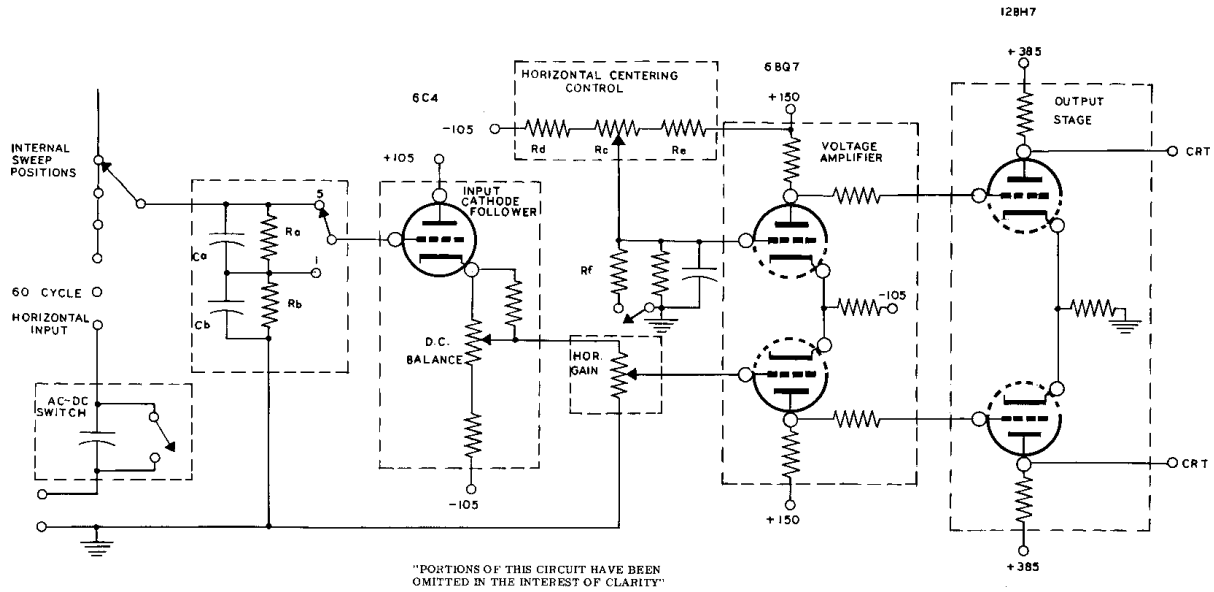 12BH7
+385
HORIZONTAL CENTERING
CONTROL
6BQ7
+150
6C4
-105
Rd
Rc
Re
VOLTAGE
AMPLIFIER
OUTPUT
STAGE
CRT
INTERNAL
SWEEP
POSITIONS
+105
INPUT
CATHODE
FOLLOWER
5
Ra
Ca
1
Rb
Cb
Rf
-105
60 CYCLE
HORIZONTAL
INPUT
D.C.
BALANCE
HOR.
GAIN
AC-DC
SWITCH
-105
+150
CRT
+385
"PORTIONS OF THIS CIRCUIT HAVE BEEN
OMITTED IN THE INTEREST OF CLARITY"